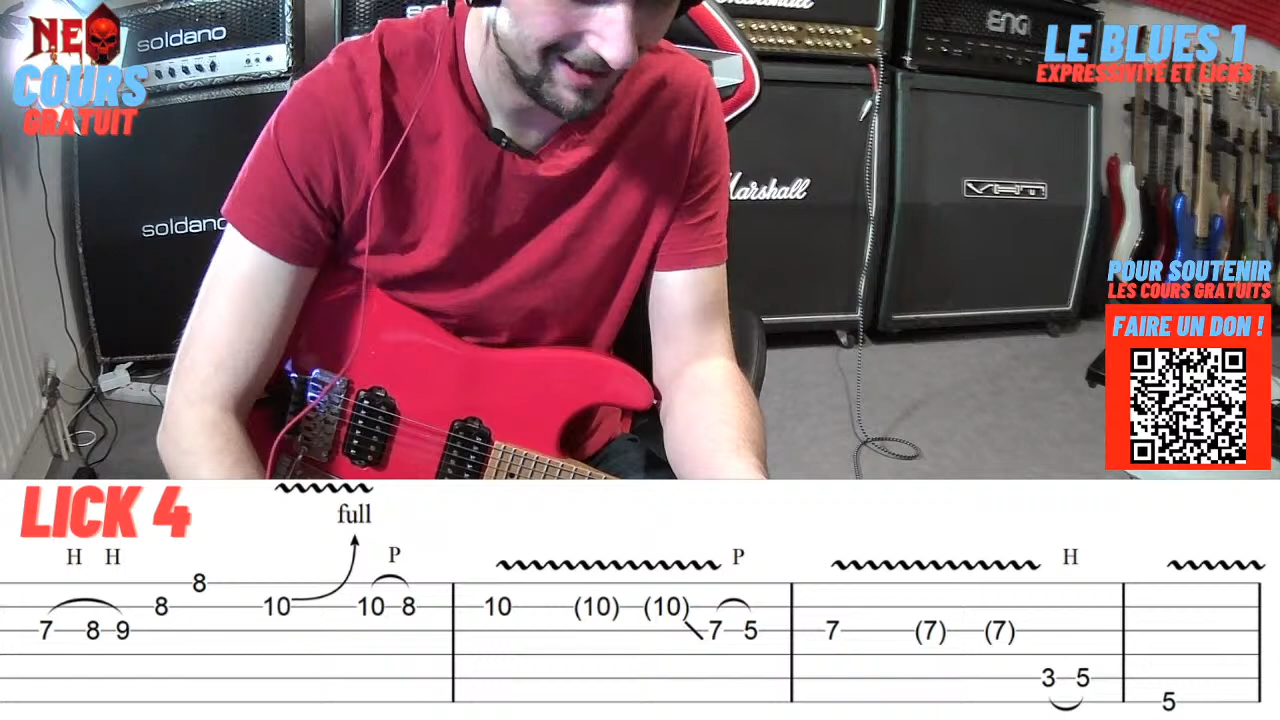 NEO
COURS
GRATUIT
soldano
soldano
Marshall
ENGL
Marshall
VHT
LE BLUES 1
EXPRESSIVITÉ ET LICKS
POUR SOUTENIR
LES COURS GRATUITS
FAIRE UN DON !
LICK 4
full
H H P P H
8
8 10 10 8 10 (10) (10)
7 8 9 7 5 7 (7) (7)
3 5
5